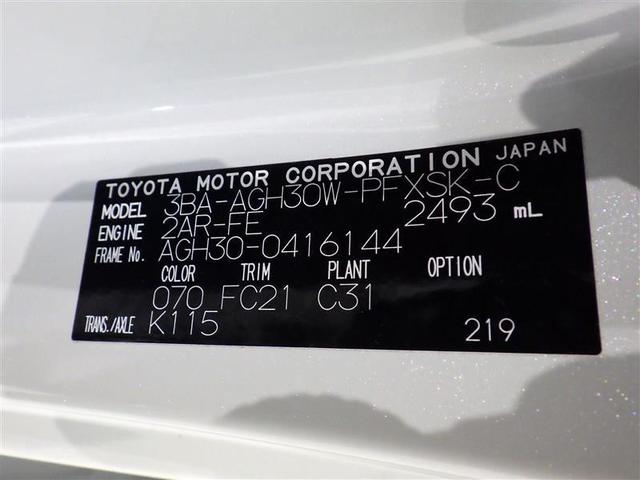 TOYOTA MOTOR CORPORATION JAPAN
MODEL 3BA-AGH30W-PFXSK-C
ENGINE 2AR-FE 2493 mL
FRAME No. AGH30-0416144
COLOR TRIM PLANT OPTION
070 FC21 C31
TRANS./AXLE K115 219